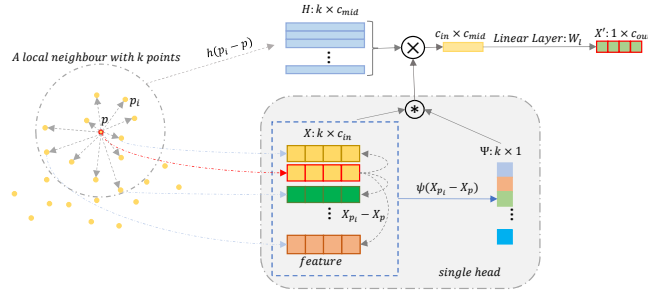 H: k × c_mid
A local neighbour with k points
h(p_i − p)
c_in × c_mid
Linear Layer: W_l
X': 1 × c_out
p_i
p
X: k × c_in
Ψ: k × 1
ψ(X_{p_i} − X_p)
X_{p_i} − X_p
feature
single head